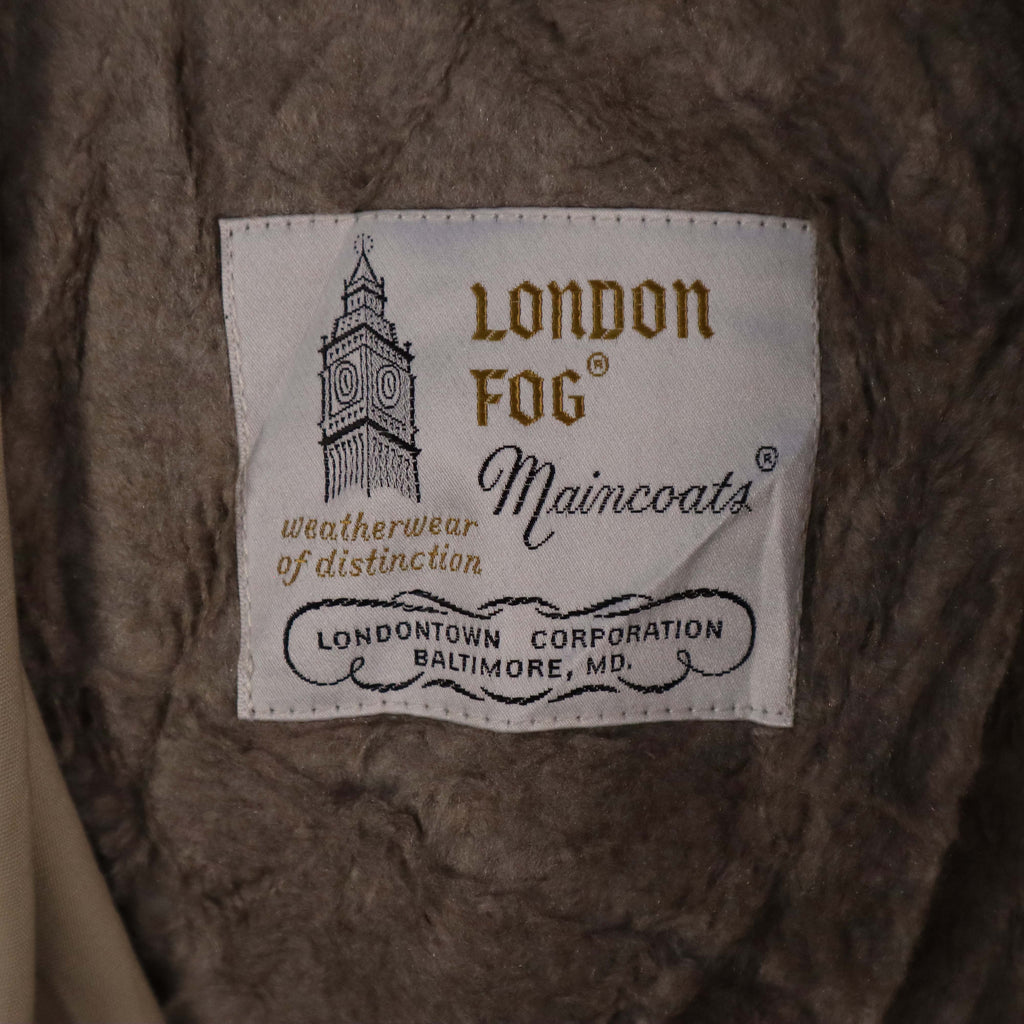 LONDON
FOG®
Maincoats®
weatherwear
of distinction
LONDONTOWN CORPORATION
BALTIMORE, MD.